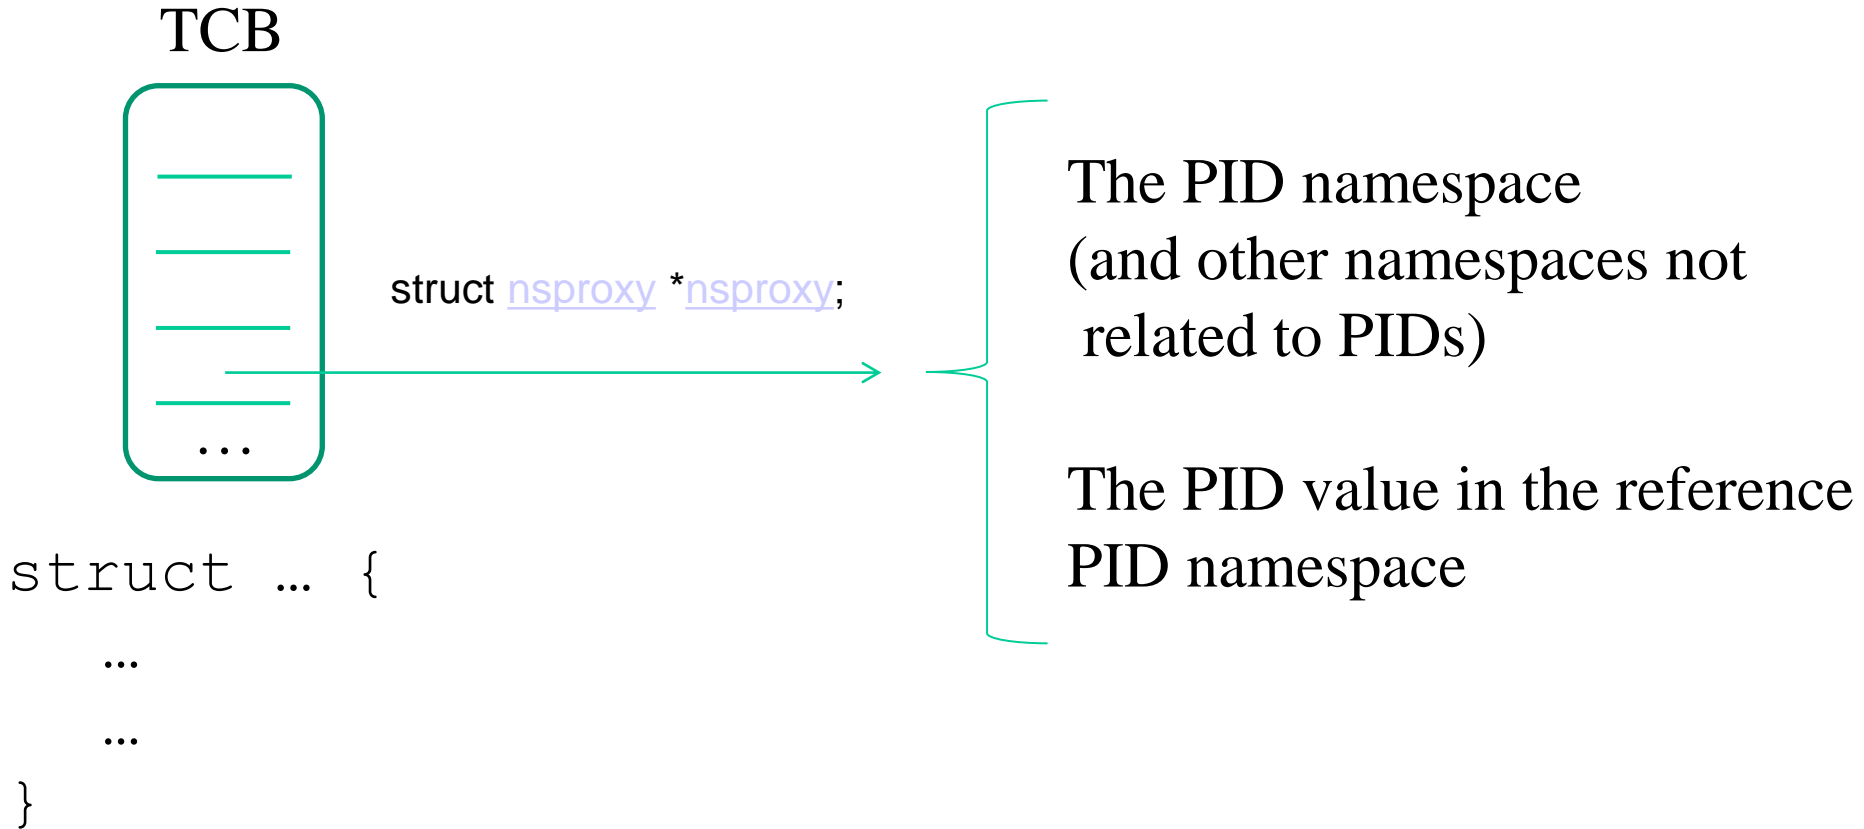 TCB
...
struct nsproxy *nsproxy;
The PID namespace
(and other namespaces not
related to PIDs)
The PID value in the reference
PID namespace
struct … {
…
…
}